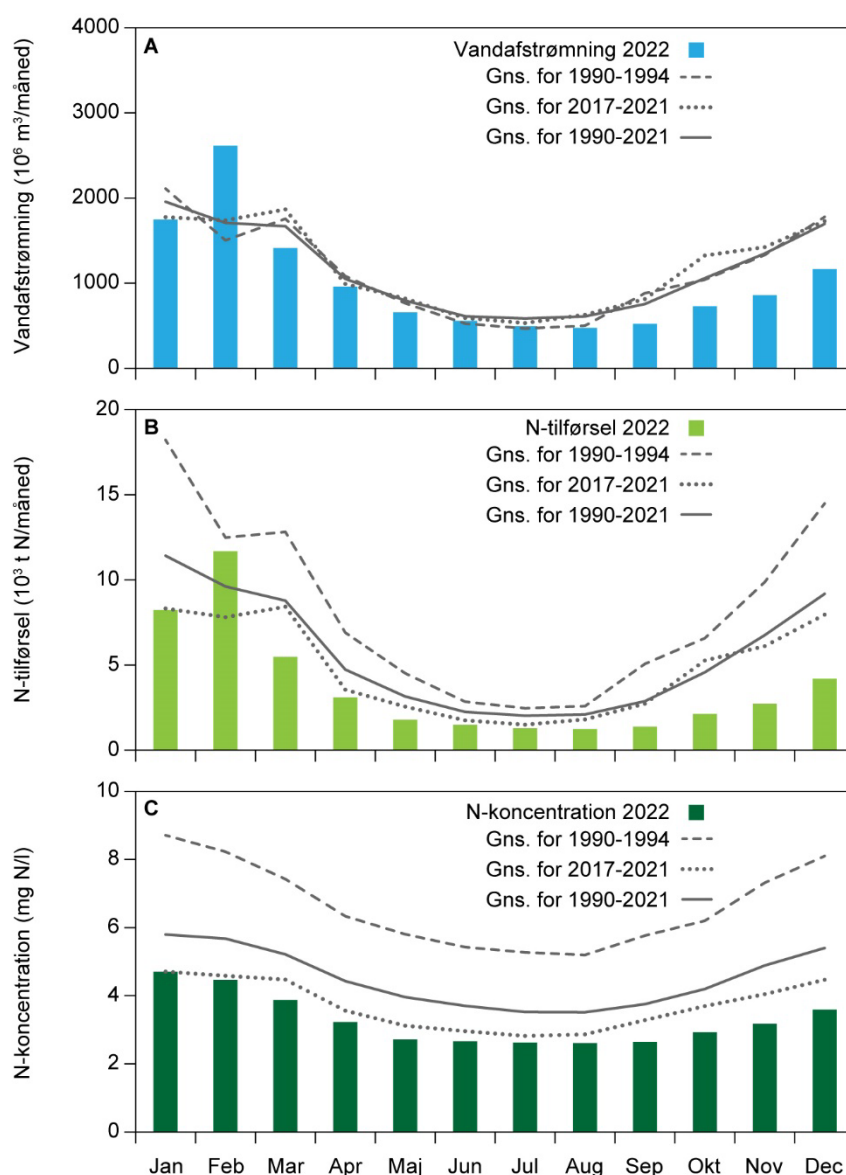 A
Vandafstrømning 2022
Gns. for 1990-1994
Gns. for 2017-2021
Gns. for 1990-2021
Vandafstrømning (10⁶ m³/måned)
4000
3000
2000
1000
0
B
N-tilførsel 2022
Gns. for 1990-1994
Gns. for 2017-2021
Gns. for 1990-2021
N-tilførsel (10³ t N/måned)
20
15
10
5
0
C
N-koncentration 2022
Gns. for 1990-1994
Gns. for 2017-2021
Gns. for 1990-2021
N-koncentration (mg N/l)
10
8
6
4
2
0
Jan Feb Mar Apr Maj Jun Jul Aug Sep Okt Nov Dec